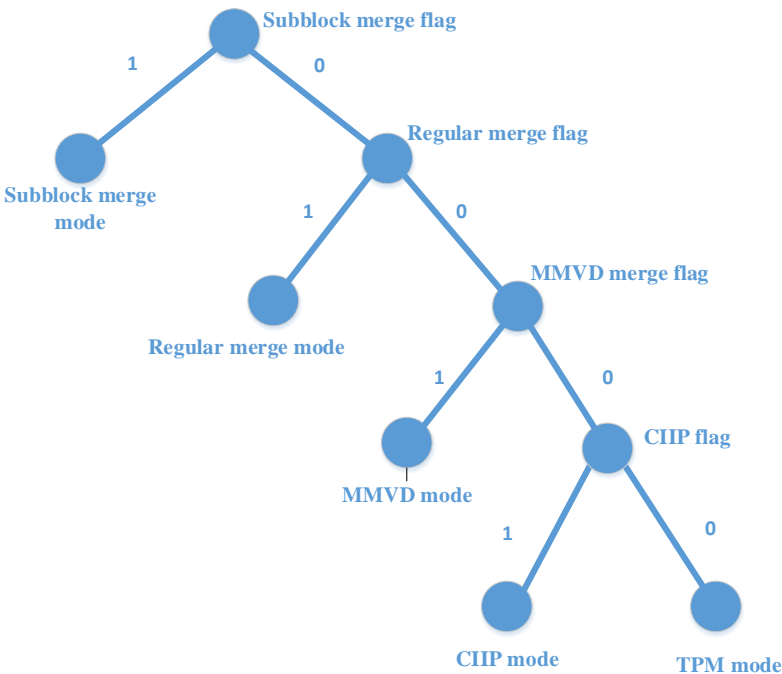 Subblock merge flag
1
0
Regular merge flag
Subblock merge
mode
1
0
MMVD merge flag
Regular merge mode
1
0
CIIP flag
MMVD mode
1
0
CIIP mode
TPM mode